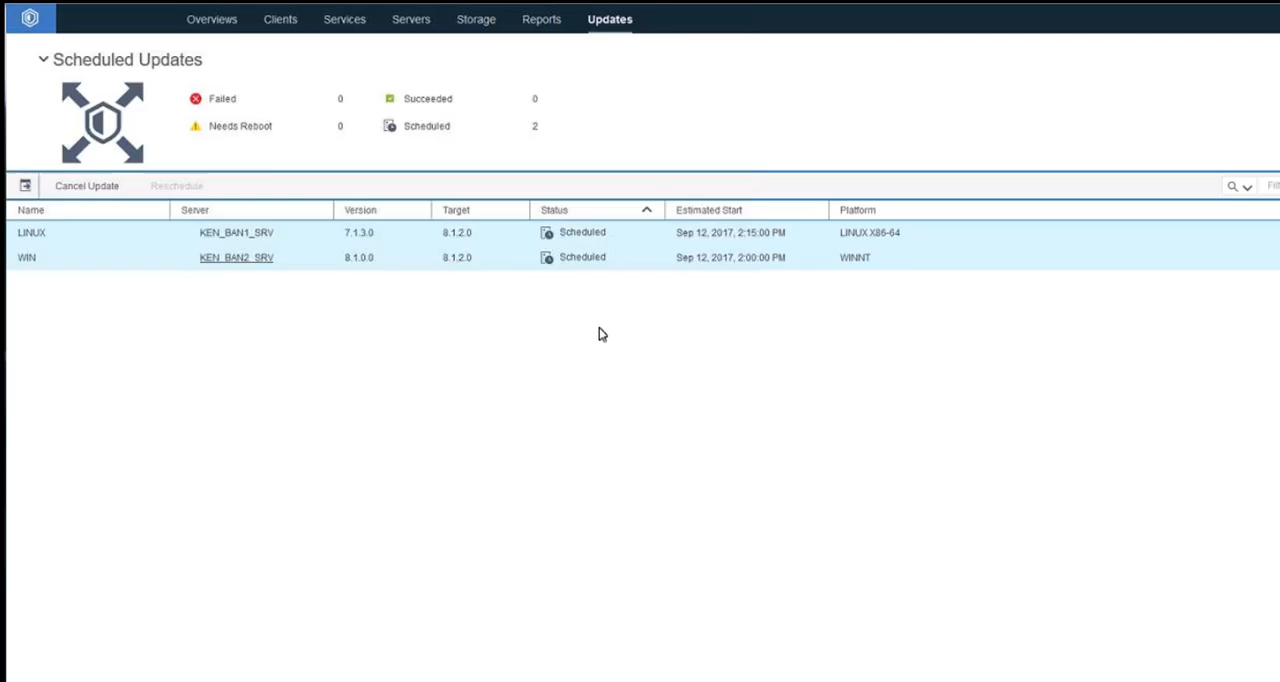 Overviews Clients Services Servers Storage Reports Updates
Scheduled Updates
Failed 0 Succeeded 0
Needs Reboot 0 Scheduled 2
Cancel Update Reschedule
Name Server Version Target Status Estimated Start Platform
LINUX KEN_BAN1_SRV 7.1.3.0 8.1.2.0 Scheduled Sep 12, 2017, 2:15:00 PM LINUX X86-64
WIN KEN_BAN2_SRV 8.1.0.0 8.1.2.0 Scheduled Sep 12, 2017, 2:00:00 PM WINNT